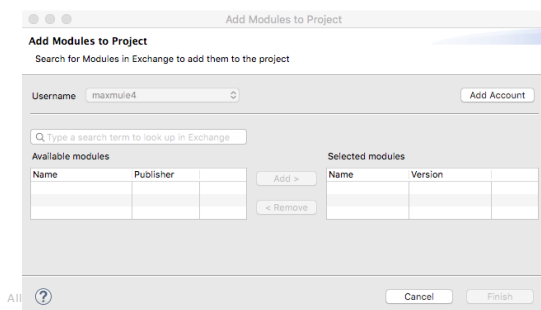 Add Modules to Project
Add Modules to Project
Search for Modules in Exchange to add them to the project
Username maxmule4 Add Account
Type a search term to look up in Exchange
Available modules Selected modules
Name Publisher Add > Name Version
< Remove
All ? Cancel Finish